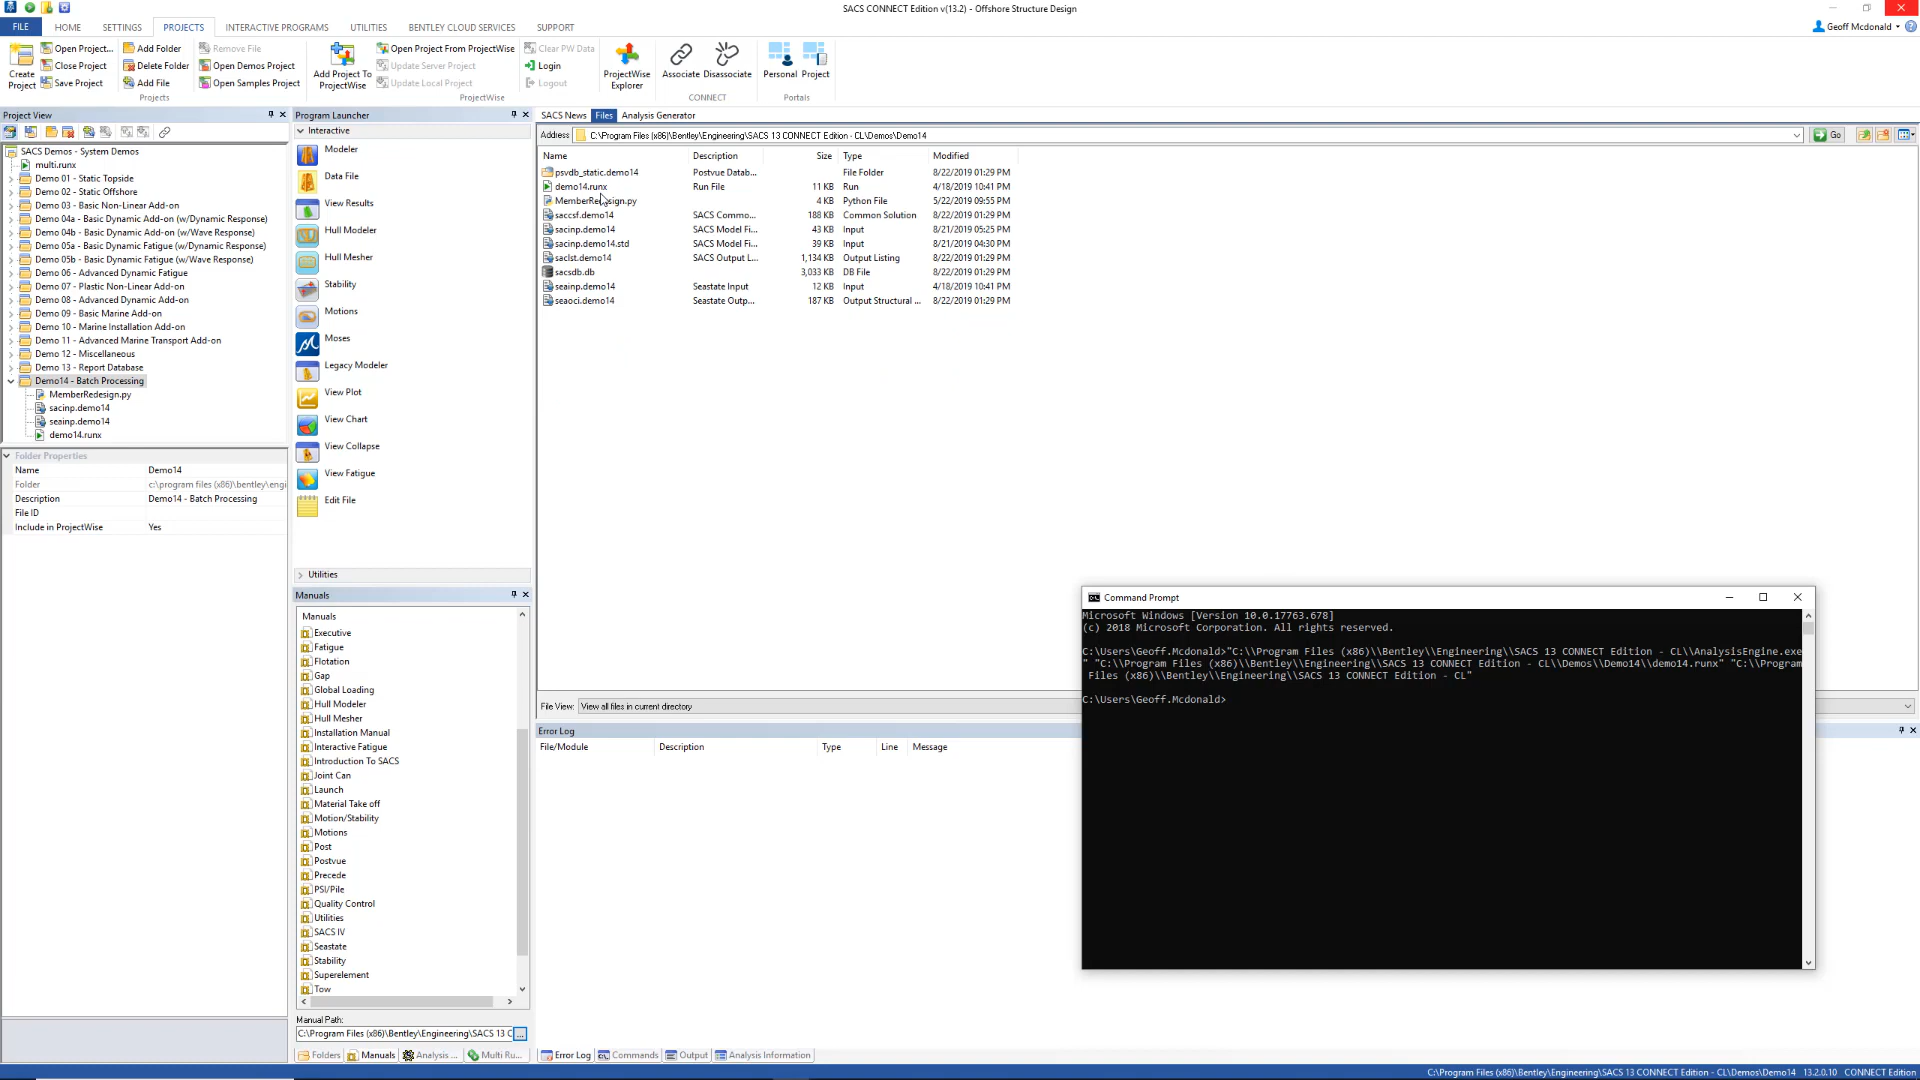 SACS CONNECT Edition v(13.2) - Offshore Structure Design
FILE HOME SETTINGS PROJECTS INTERACTIVE PROGRAMS UTILITIES BENTLEY CLOUD SERVICES SUPPORT Geoff Mcdonald
Create Project
Open Project...
Close Project
Save Project
Add Folder
Delete Folder
Add File
Remove File
Open Demos Project
Open Samples Project
Projects
Add Project To ProjectWise
Open Project From ProjectWise
Update Server Project
Update Local Project
Clear PW Data
Login
Logout
ProjectWise
ProjectWise Explorer
Associate Disassociate
CONNECT
Personal Project
Portals
Project View
SACS Demos - System Demos
multi.runx
Demo 01 - Static Topside
Demo 02 - Static Offshore
Demo 03 - Basic Non-Linear Add-on
Demo 04a - Basic Dynamic Add-on (w/Dynamic Response)
Demo 04b - Basic Dynamic Add-on (w/Wave Response)
Demo 05a - Basic Dynamic Fatigue (w/Dynamic Response)
Demo 05b - Basic Dynamic Fatigue (w/Wave Response)
Demo 06 - Advanced Dynamic Fatigue
Demo 07 - Plastic Non-Linear Add-on
Demo 08 - Advanced Dynamic Add-on
Demo 09 - Basic Marine Add-on
Demo 10 - Marine Installation Add-on
Demo 11 - Advanced Marine Transport Add-on
Demo 12 - Miscellaneous
Demo 13 - Report Database
Demo14 - Batch Processing
MemberRedesign.py
sacinp.demo14
seainp.demo14
demo14.runx
Folder Properties
Name Demo14
Folder c:\program files (x86)\bentley\engi
Description Demo14 - Batch Processing
File ID
Include in ProjectWise Yes
Program Launcher
Interactive
Modeler
Data File
View Results
Hull Modeler
Hull Mesher
Stability
Motions
Moses
Legacy Modeler
View Plot
View Chart
View Collapse
View Fatigue
Edit File
Utilities
Manuals
Manuals
Executive
Fatigue
Flotation
Gap
Global Loading
Hull Modeler
Hull Mesher
Installation Manual
Interactive Fatigue
Introduction To SACS
Joint Can
Launch
Material Take off
Motion/Stability
Motions
Post
Postvue
Precede
PSI/Pile
Quality Control
Utilities
SACS IV
Seastate
Stability
Superelement
Tow
Manual Path:
C:\Program Files (x86)\Bentley\Engineering\SACS 13 C ...
Folders Manuals Analysis ... Multi Ru...
SACS News Files Analysis Generator
Address C:\Program Files (x86)\Bentley\Engineering\SACS 13 CONNECT Edition - CL\Demos\Demo14 Go
Name Description Size Type Modified
psvdb_static.demo14 Postvue Datab... File Folder 8/22/2019 01:29 PM
demo14.runx Run File 11 KB Run 4/18/2019 10:41 PM
MemberRedesign.py 4 KB Python File 5/22/2019 09:55 PM
saccsf.demo14 SACS Commo... 188 KB Common Solution 8/22/2019 01:29 PM
sacinp.demo14 SACS Model Fi... 43 KB Input 8/21/2019 05:25 PM
sacinp.demo14.std SACS Model Fi... 39 KB Input 8/21/2019 04:30 PM
saclst.demo14 SACS Output L... 1,134 KB Output Listing 8/22/2019 01:29 PM
sacsdb.db 3,033 KB DB File 8/22/2019 01:29 PM
seainp.demo14 Seastate Input 12 KB Input 4/18/2019 10:41 PM
seaoci.demo14 Seastate Outp... 187 KB Output Structural ... 8/22/2019 01:29 PM
File View: View all files in current directory
Error Log
File/Module Description Type Line Message
Error Log Commands Output Analysis Information
Command Prompt
Microsoft Windows [Version 10.0.17763.678]
(c) 2018 Microsoft Corporation. All rights reserved.
C:\Users\Geoff.Mcdonald>"C:\\Program Files (x86)\\Bentley\\Engineering\\SACS 13 CONNECT Edition - CL\\AnalysisEngine.exe
" "C:\\Program Files (x86)\\Bentley\\Engineering\\SACS 13 CONNECT Edition - CL\\Demos\\Demo14\\demo14.runx" "C:\\Program
Files (x86)\\Bentley\\Engineering\\SACS 13 CONNECT Edition - CL"
C:\Users\Geoff.Mcdonald>
C:\Program Files (x86)\Bentley\Engineering\SACS 13 CONNECT Edition - CL\Demos\Demo14 13.2.0.10 CONNECT Edition